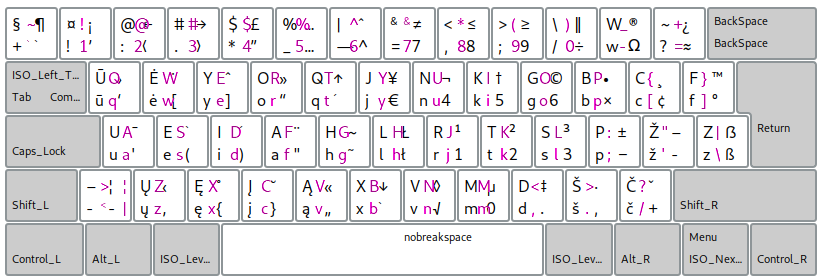 § ~ ¶ ¤ ! ¡ @ @ # # → $ $ £ % % | ^ ˆ & & ≠ < * ≤ > ( ≥ \ ) ‖ W _ ® ~ + ¿ BackSpace
+ ` ! 1 ′ : 2 . 3 * 4 ″ _ 5 … — 6 ^ = 7 7 , 8 8 ; 9 9 / 0 ÷ w - Ω ? = ≈ BackSpace
ISO_Left_T... Ū Q Ė W Y E ˆ O R » Q T ↑ J Y ¥ N U ¬ K I † G O © B P • C { ¸ F } ™
Tab Com... ū q ‘ ė w [ y e ] o r “ q t ´ j y € n u 4 k i 5 g o 6 b p × c [ ¢ f ] °
U A ¯ E S I D F A F ¨ H G ~ L H Ł R J ¹ T K ² S L ³ P : ± Ž " – Z | ẞ Return
Caps_Lock u a ' e s ( i d ) a f " h g ~ l h ł r j 1 t k 2 s l 3 p ; − ž ' - z \ ß
– > ¦ ¦ Ų Z ‹ Ę X ° Į C ˇ Ą V « X B ↓ V N ◊ M M µ D < ‡ Š > · Č ? ˇ
Shift_L - < - | ų z , ę x { į c } ą v „ x b ` v n √ m m 0 d , . š . , č / + Shift_R
nobreakspace Menu
Control_L Alt_L ISO_Lev... ISO_Lev... Alt_R ISO_Nex... Control_R